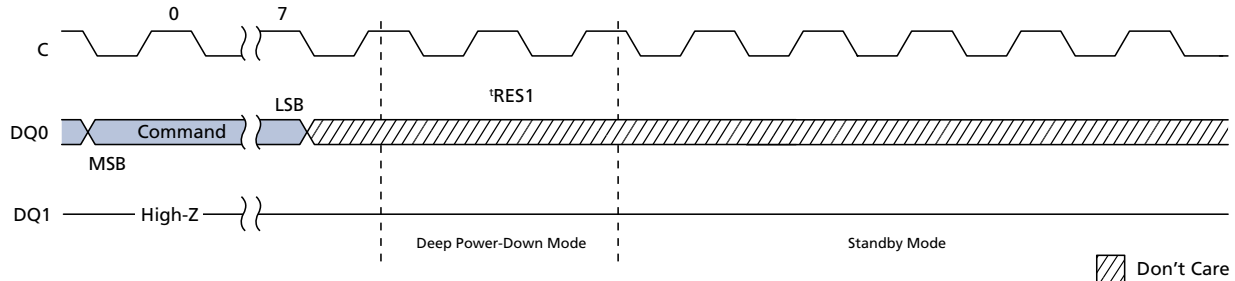 0 7
C
ᵗRES1
LSB
DQ0 Command
MSB
DQ1 High-Z
Deep Power-Down Mode Standby Mode
Don't Care